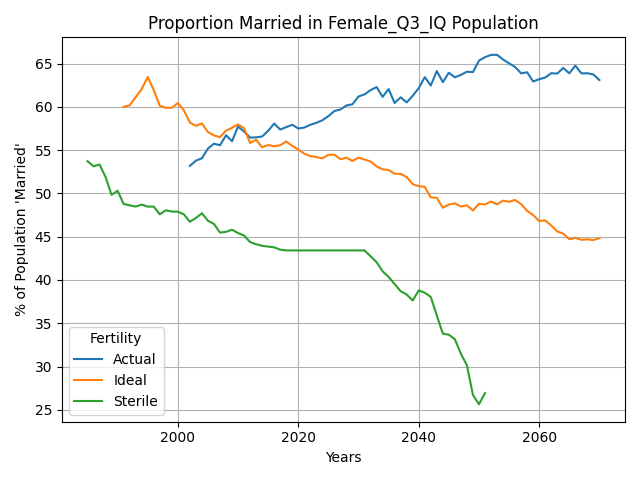 Proportion Married in Female_Q3_IQ Population
% of Population 'Married'
65
60
55
50
45
40
35
30
25
Fertility
Actual
Ideal
Sterile
2000 2020 2040 2060
Years